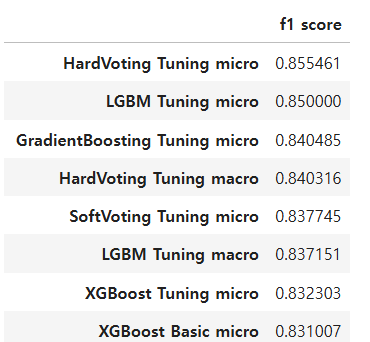 f1 score
HardVoting Tuning micro 0.855461
LGBM Tuning micro 0.850000
GradientBoosting Tuning micro 0.840485
HardVoting Tuning macro 0.840316
SoftVoting Tuning micro 0.837745
LGBM Tuning macro 0.837151
XGBoost Tuning micro 0.832303
XGBoost Basic micro 0.831007